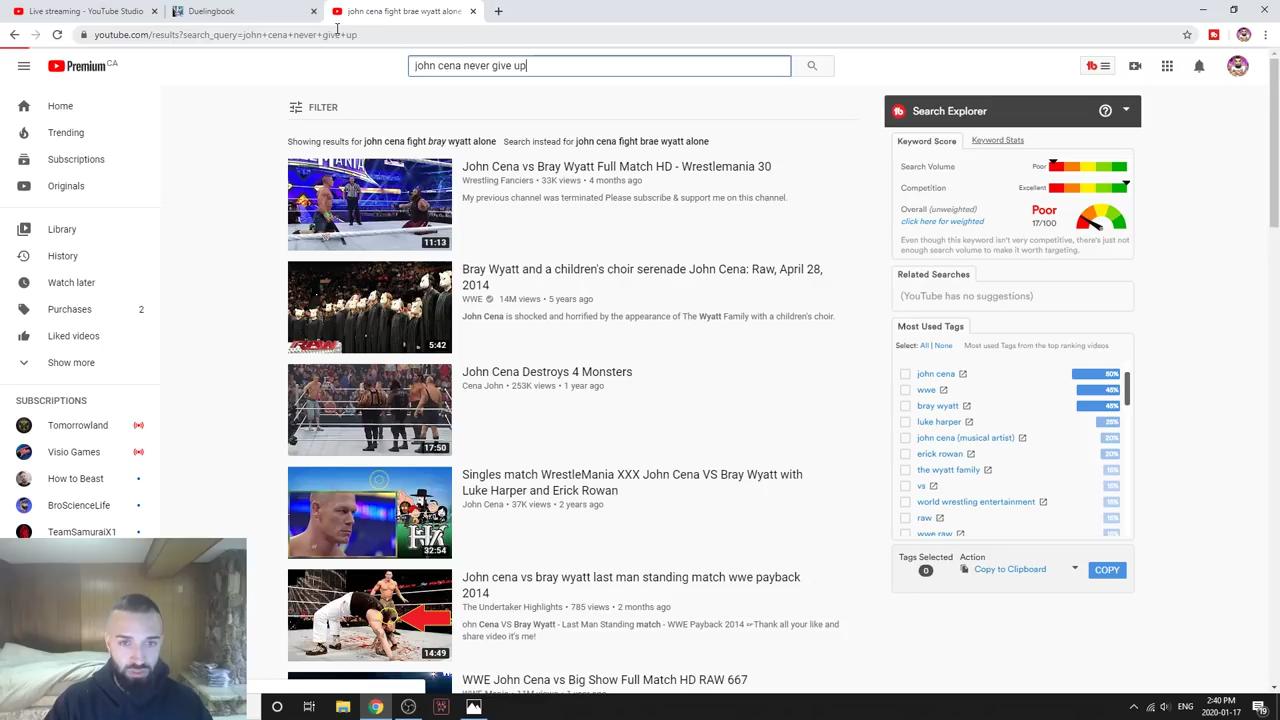 Live streaming - YouTube Studio
Duelingbook
john cena fight bray wyatt alone
youtube.com/results?search_query=john+cena+never+give+up
Premium CA
john cena never give up
Home
Trending
Subscriptions
Originals
Library
History
Watch later
Purchases 2
Liked videos
Show more
SUBSCRIPTIONS
Tomorrowland
Visio Games
How to Beast
BroScienceLife
TeamSamuraiX1
FILTER
Showing results for john cena fight bray wyatt alone Search instead for john cena fight brae wyatt alone
John Cena vs Bray Wyatt Full Match HD - Wrestlemania 30
Wrestling Fanciers • 33K views • 4 months ago
My previous channel was terminated Please subscribe & support me on this channel.
11:13
Bray Wyatt and a children's choir serenade John Cena: Raw, April 28,
2014
WWE 14M views • 5 years ago
John Cena is shocked and horrified by the appearance of The Wyatt Family with a children's choir.
5:42
John Cena Destroys 4 Monsters
Cena John • 253K views • 1 year ago
17:50
Singles match WrestleMania XXX John Cena VS Bray Wyatt with
Luke Harper and Erick Rowan
John Cena • 37K views • 2 years ago
32:54
John cena vs bray wyatt last man standing match wwe payback
2014
The Undertaker Highlights • 785 views • 2 months ago
ohn Cena VS Bray Wyatt - Last Man Standing match - WWE Payback 2014 ⇨Thank all your like and
share video it's me!
14:49
WWE John Cena vs Big Show Full Match HD RAW 667
Search Explorer
Keyword Score Keyword Stats
Search Volume Poor
Competition Excellent
Overall (unweighted)
click here for weighted
Poor
17/100
Even though this keyword isn't very competitive, there's just not
enough search volume to make it worth targeting.
Related Searches
(YouTube has no suggestions)
Most Used Tags
Select: All | None Most used Tags from the top ranking videos
john cena 80%
wwe 45%
bray wyatt 45%
luke harper 25%
john cena (musical artist) 20%
erick rowan 20%
the wyatt family 15%
vs 15%
world wrestling entertainment 15%
raw 15%
wwe raw
Tags Selected
0
Action
Copy to Clipboard
COPY
ENG
2:40 PM
2020-01-17
19